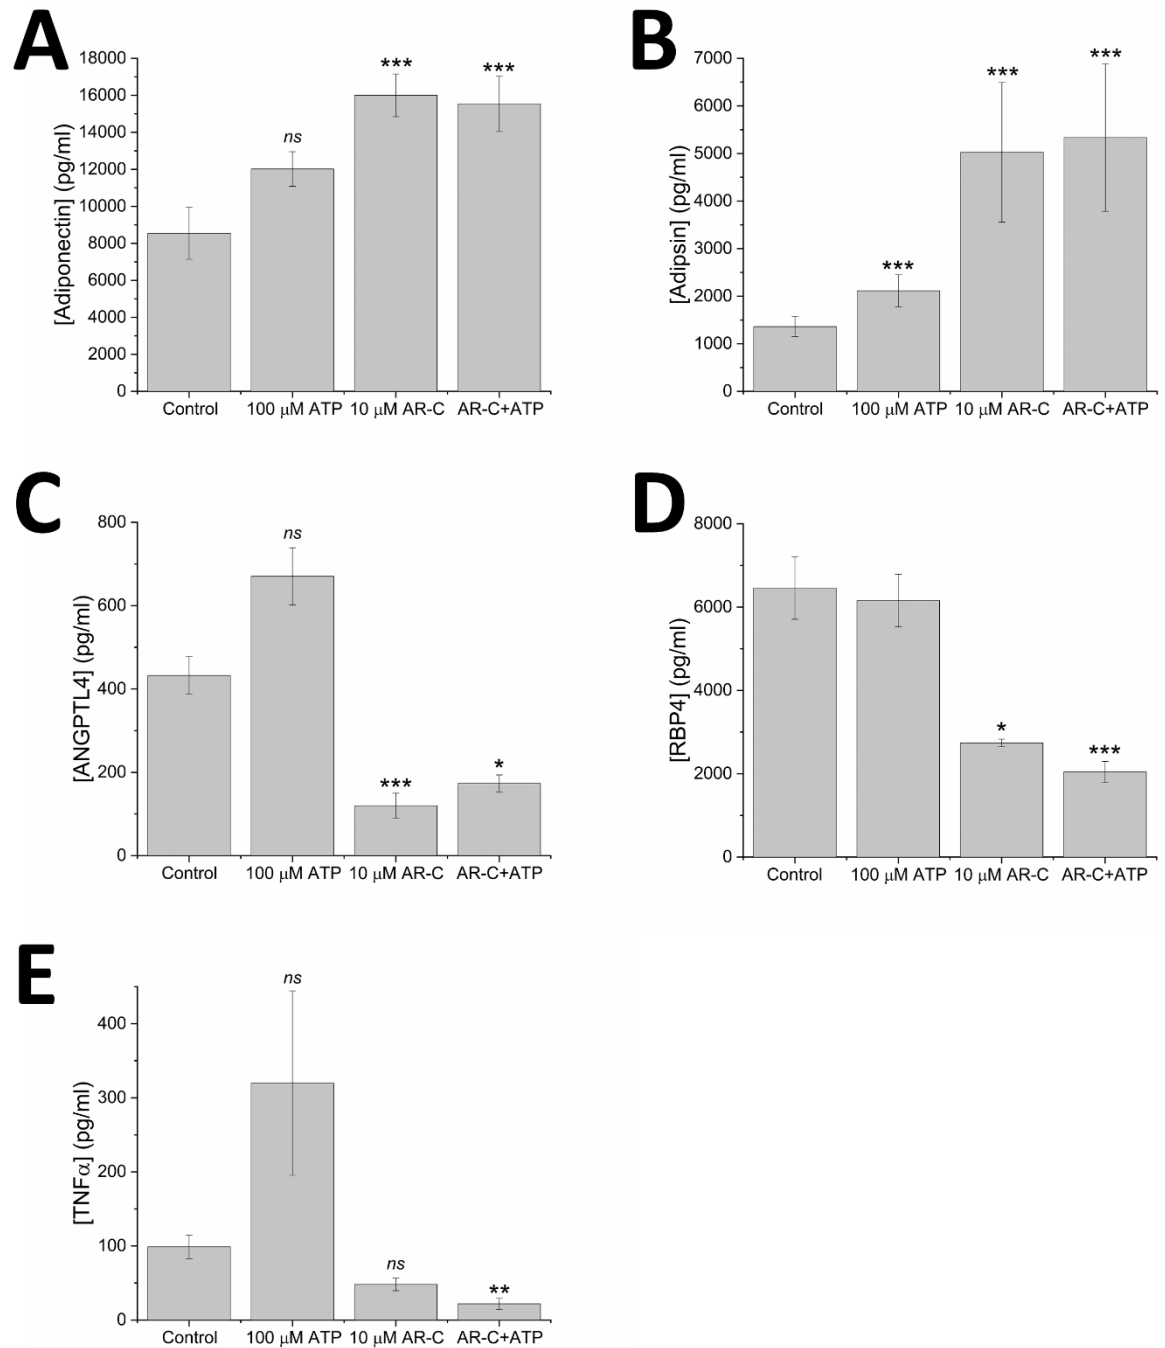 A
[Adiponectin] (pg/ml)
18000
16000
14000
12000
10000
8000
6000
4000
2000
0
ns
***
***
Control
100 μM ATP
10 μM AR-C
AR-C+ATP
B
[Adipsin] (pg/ml)
7000
6000
5000
4000
3000
2000
1000
0
***
***
***
Control
100 μM ATP
10 μM AR-C
AR-C+ATP
C
[ANGPTL4] (pg/ml)
800
600
400
200
0
ns
***
*
Control
100 μM ATP
10 μM AR-C
AR-C+ATP
D
[RBP4] (pg/ml)
8000
6000
4000
2000
0
*
***
Control
100 μM ATP
10 μM AR-C
AR-C+ATP
E
[TNFα] (pg/ml)
400
300
200
100
0
ns
ns
**
Control
100 μM ATP
10 μM AR-C
AR-C+ATP